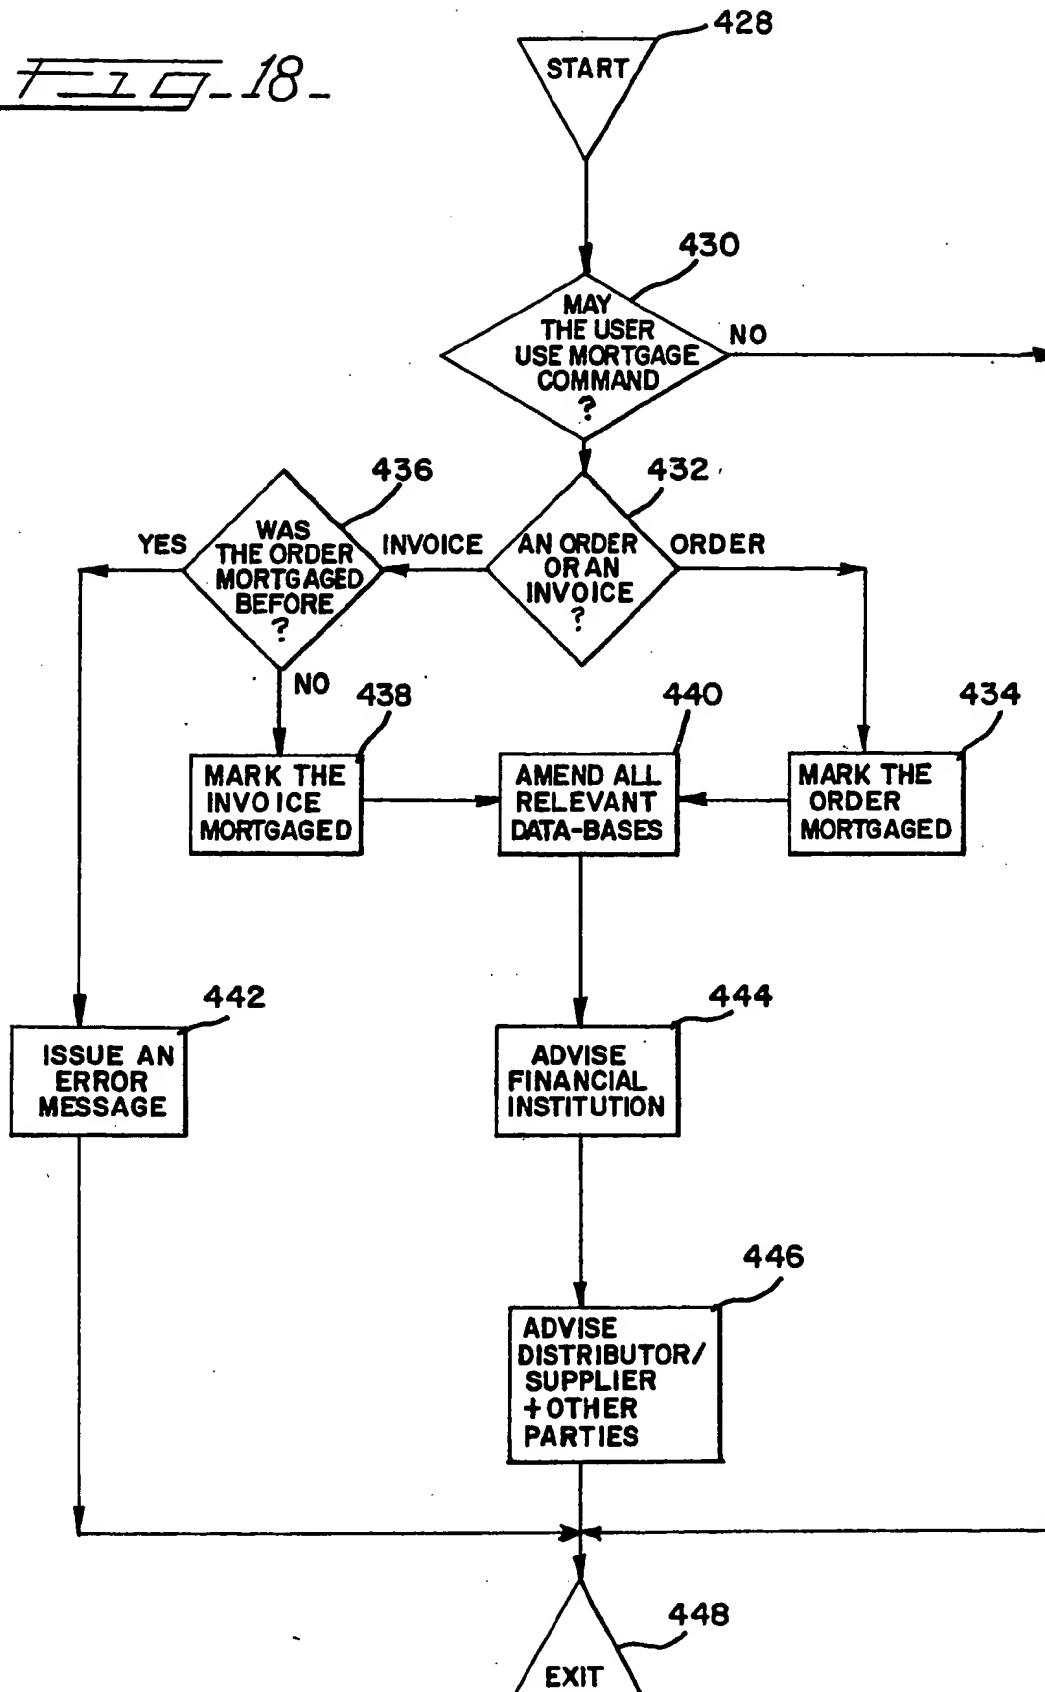 Fig-18-
428
START
430
MAY
THE USER
USE MORTGAGE
COMMAND
?
NO
436
432
YES
WAS
THE ORDER
MORTGAGED
BEFORE
?
INVOICE
AN ORDER
OR AN
INVOICE
?
ORDER
NO
438
440
434
MARK THE
INVOICE
MORTGAGED
AMEND ALL
RELEVANT
DATA-BASES
MARK THE
ORDER
MORTGAGED
442
444
ISSUE AN
ERROR
MESSAGE
ADVISE
FINANCIAL
INSTITUTION
446
ADVISE
DISTRIBUTOR/
SUPPLIER
+OTHER
PARTIES
448
EXIT